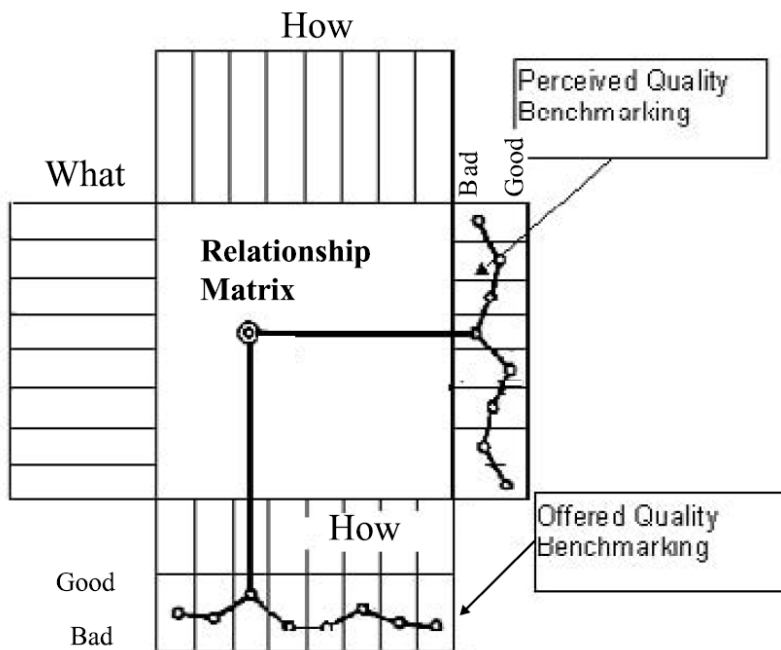 How
Perceived Quality
Benchmarking
What
Bad
Good
Relationship
Matrix
How
Offered Quality
Benchmarking
Good
Bad